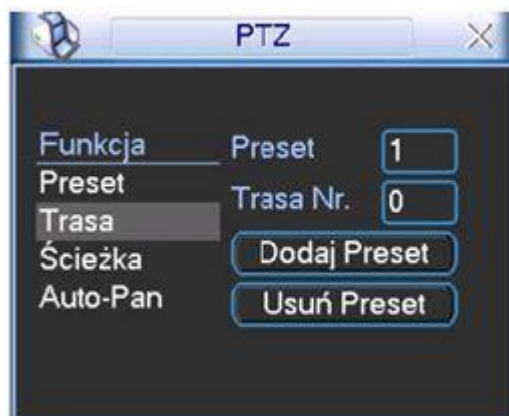 PTZ
Funkcja
Preset
Trasa
Ścieżka
Auto-Pan
Preset 1
Trasa Nr. 0
Dodaj Preset
Usuń Preset